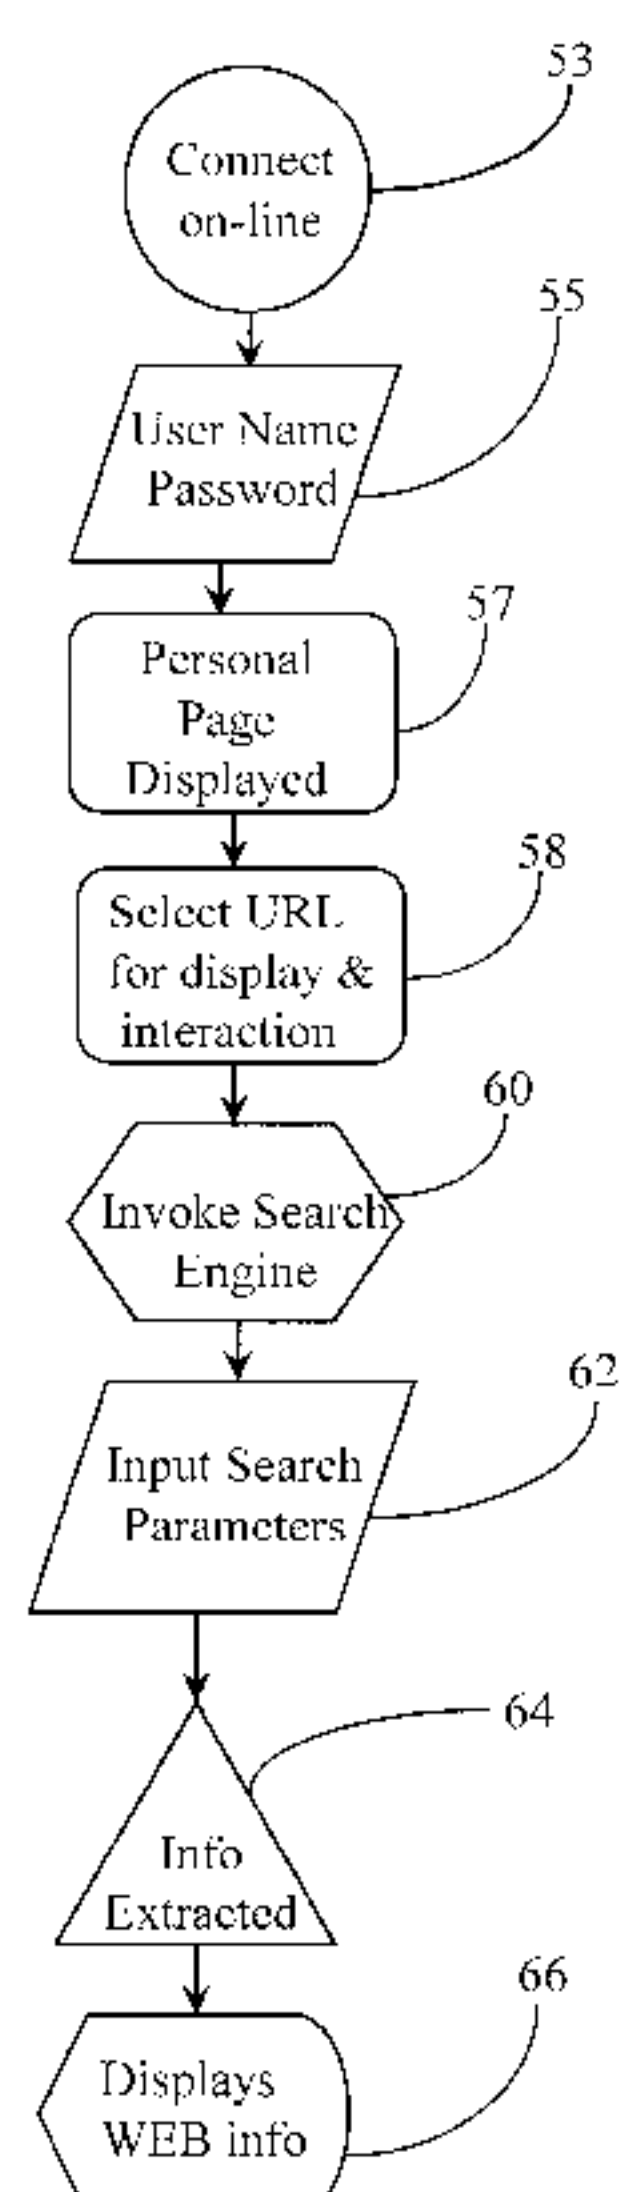 53
Connect
on-line
55
User Name
Password
57
Personal
Page
Displayed
58
Select URL
for display &
interaction
60
Invoke Search
Engine
62
Input Search
Parameters
64
Info
Extracted
66
Displays
WEB info